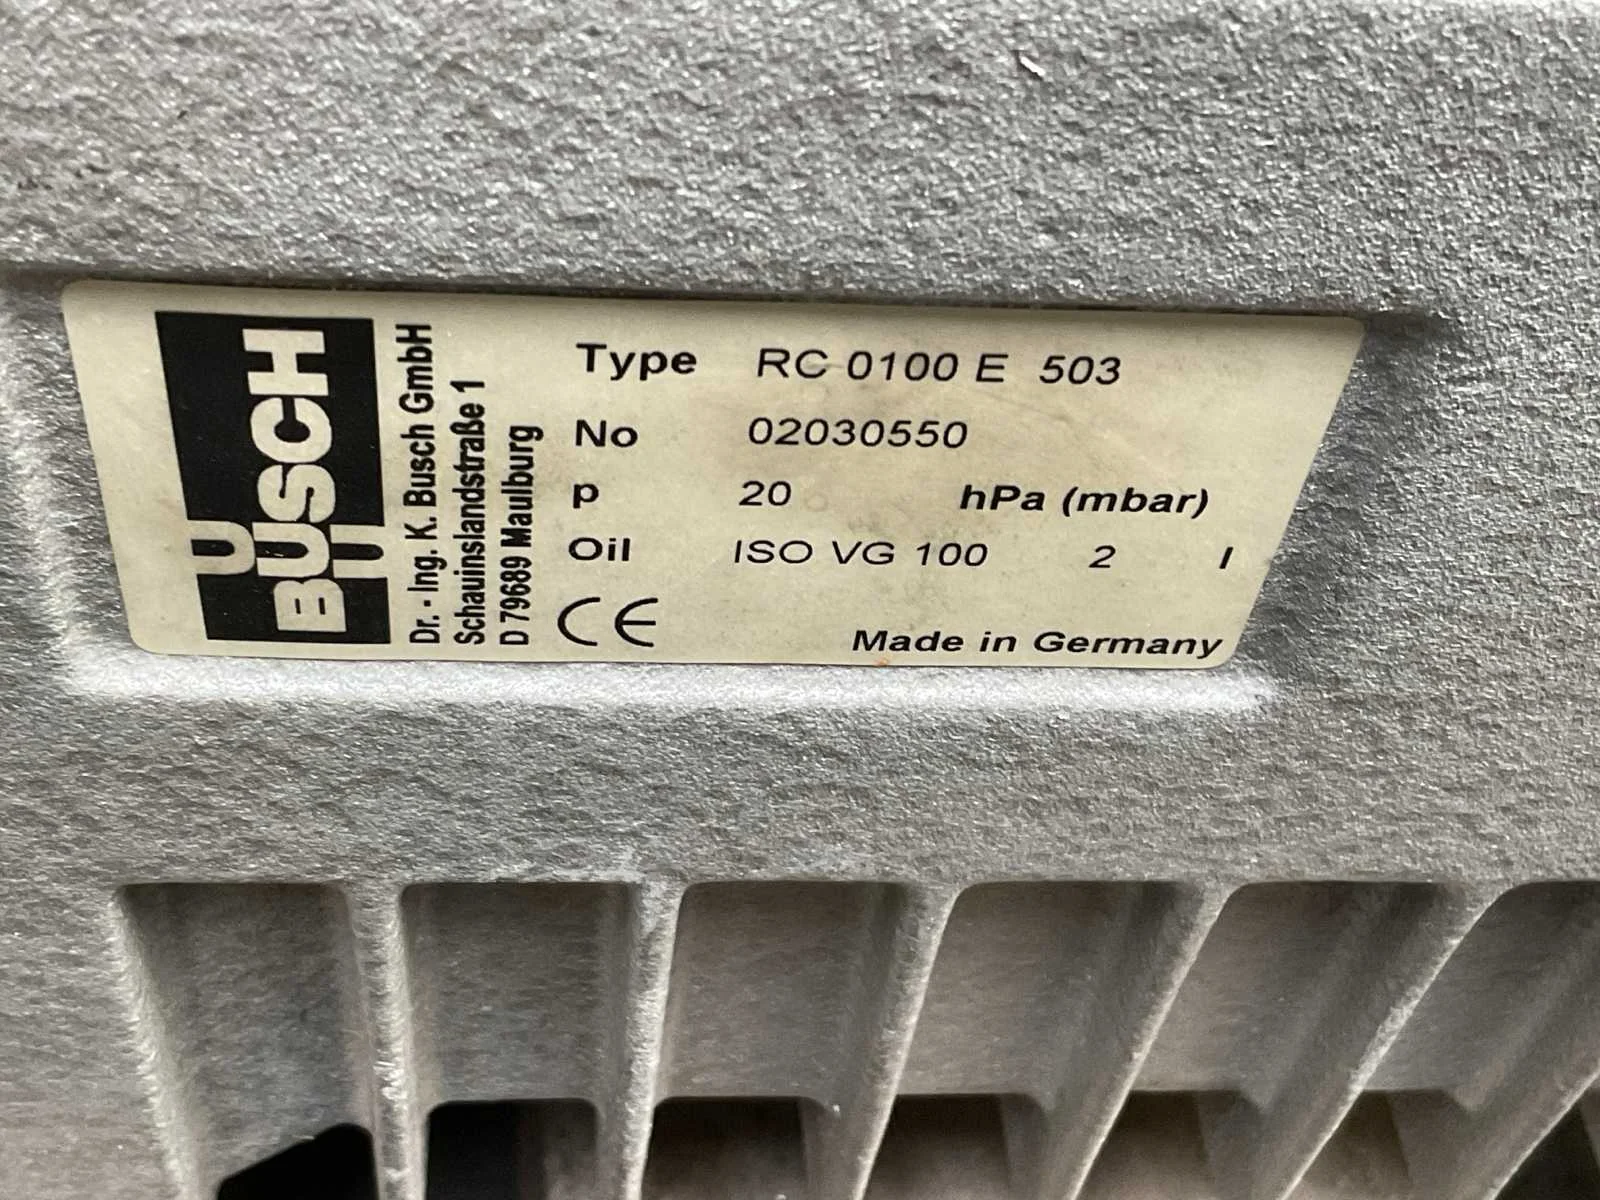 BUSCH
Dr. - Ing. K. Busch GmbH
Schauinslandstraße 1
D 79689 Maulburg
Type RC 0100 E 503
No 02030550
p 20 hPa (mbar)
Oil ISO VG 100 2 l
CE
Made in Germany